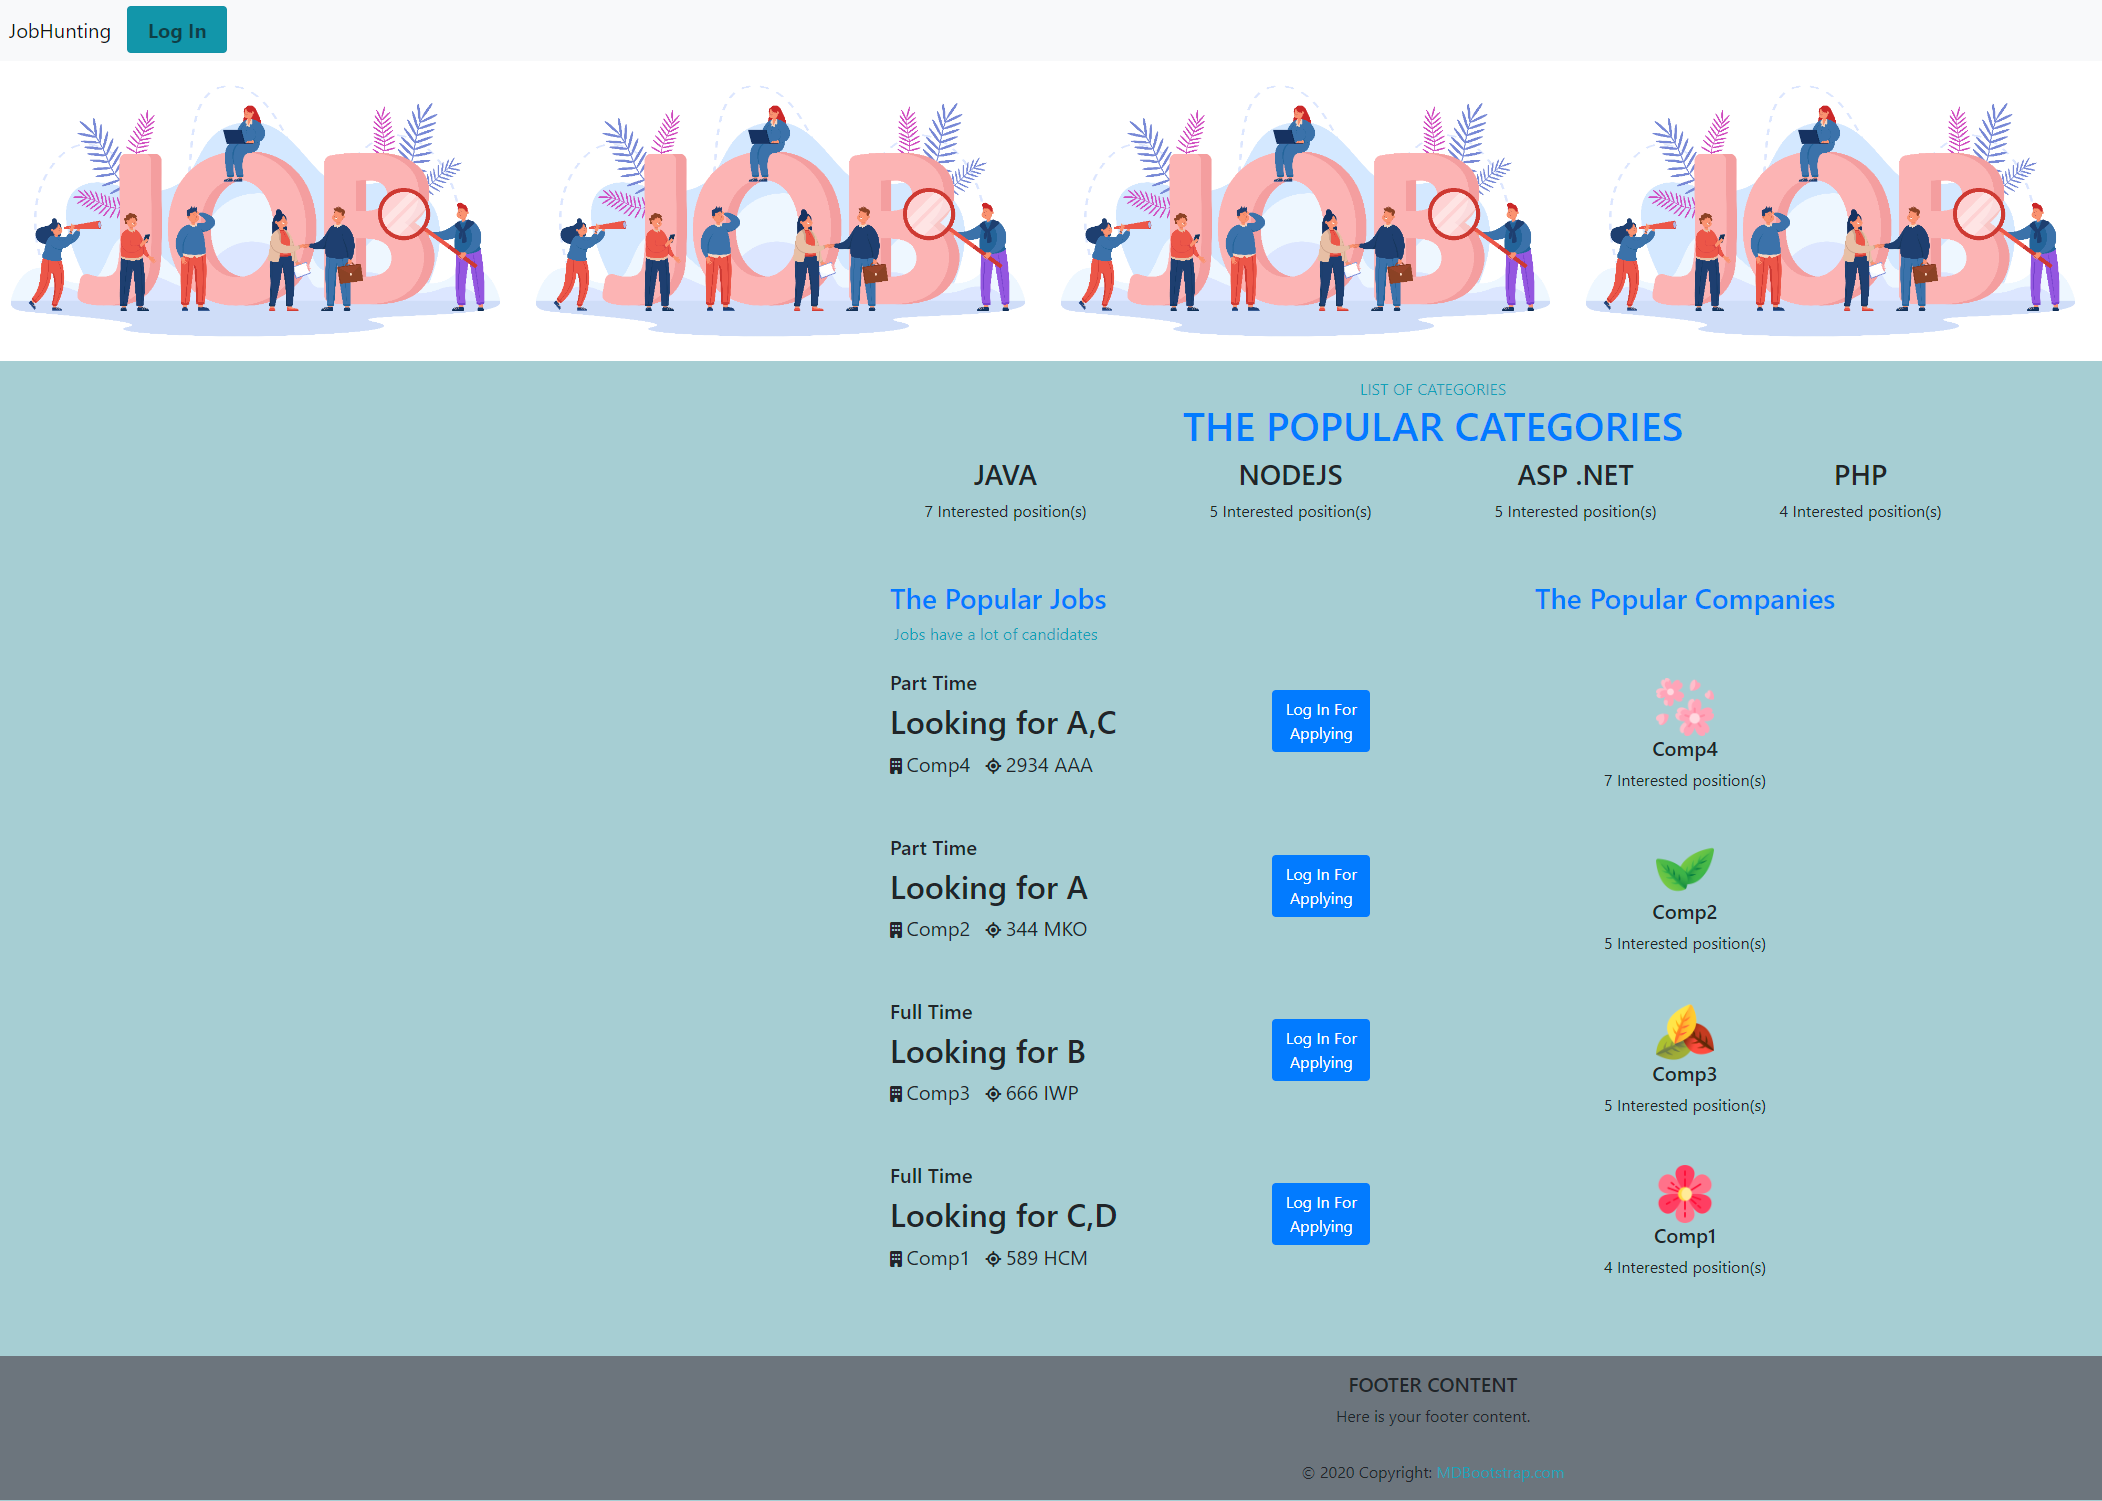 JobHunting Log In
JOB JOB JOB JOB
LIST OF CATEGORIES
THE POPULAR CATEGORIES
JAVA NODEJS ASP .NET PHP
7 Interested position(s) 5 Interested position(s) 5 Interested position(s) 4 Interested position(s)
The Popular Jobs
Jobs have a lot of candidates
Part Time
Looking for A,C
Comp4 2934 AAA
Log In For
Applying
Part Time
Looking for A
Comp2 344 MKO
Log In For
Applying
Full Time
Looking for B
Comp3 666 IWP
Log In For
Applying
Full Time
Looking for C,D
Comp1 589 HCM
Log In For
Applying
The Popular Companies
Comp4
7 Interested position(s)
Comp2
5 Interested position(s)
Comp3
5 Interested position(s)
Comp1
4 Interested position(s)
FOOTER CONTENT
Here is your footer content.
© 2020 Copyright: MDBootstrap.com